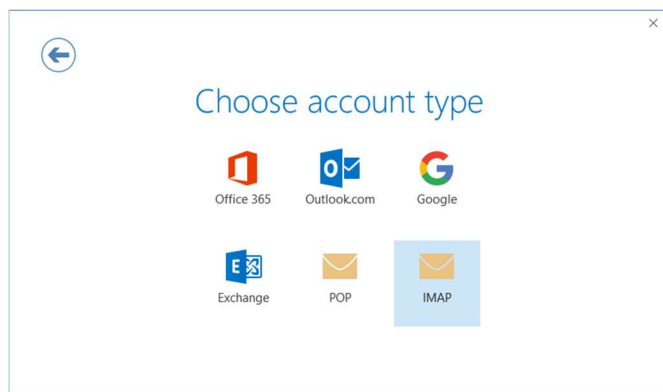 Choose account type
Office 365
Outlook.com
Google
Exchange
POP
IMAP